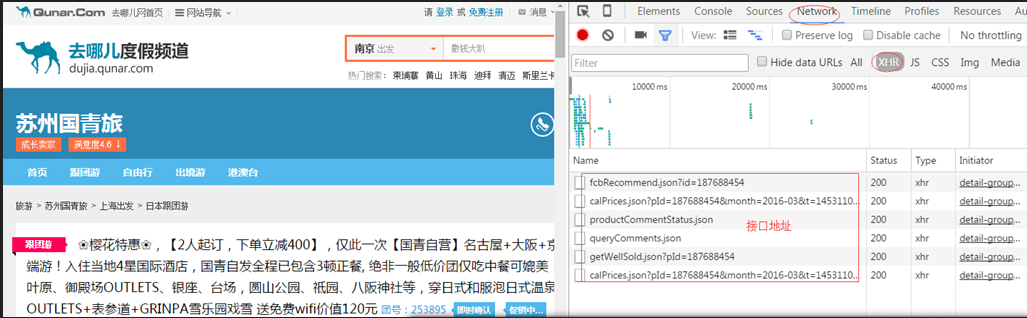 Qunar.Com 去哪儿网首页 网站导航 请 登录 或 免费注册 消息
去哪儿度假频道
dujia.qunar.com
南京 出发 撒钱大趴
热门搜索： 柬埔寨 黄山 珠海 迪拜 清迈 斯里兰卡
苏州国青旅
成长卖家 满意度4.6 ↓
首页 跟团游 自由行 出境游 港澳台
旅游 > 苏州国青旅 > 上海出发 > 日本跟团游
跟团游 ❀樱花特惠❀，【2人起订，下单立减400】，仅此一次【国青自营】名古屋+大阪+京
端游！入住当地4星国际酒店，国青自发全程已包含3顿正餐, 绝非一般低价团仅吃中餐可媲美
叶原、御殿场OUTLETS、银座、台场，圆山公园、祇园、八阪神社等，穿日式和服泡日式温泉
OUTLETS+表参道+GRINPA雪乐园戏雪 送免费wifi价值120元 团号：253895 即时确认 促销中...
Elements Console Sources Network Timeline Profiles Resources Au
View: Preserve log Disable cache No throttling
Filter Hide data URLs All XHR JS CSS Img Media
10000 ms 20000 ms 30000 ms 40000 ms
Name Status Type Initiator
fcbRecommend.json?id=187688454 200 xhr detail-group...
calPrices.json?pId=187688454&month=2016-03&t=1453110... 200 xhr detail-group...
productCommentStatus.json 200 xhr detail-group...
queryComments.json 200 xhr detail-group...
getWellSold.json?pId=187688454 200 xhr detail-group...
calPrices.json?pId=187688454&month=2016-03&t=1453110... 200 xhr detail-group...
接口地址